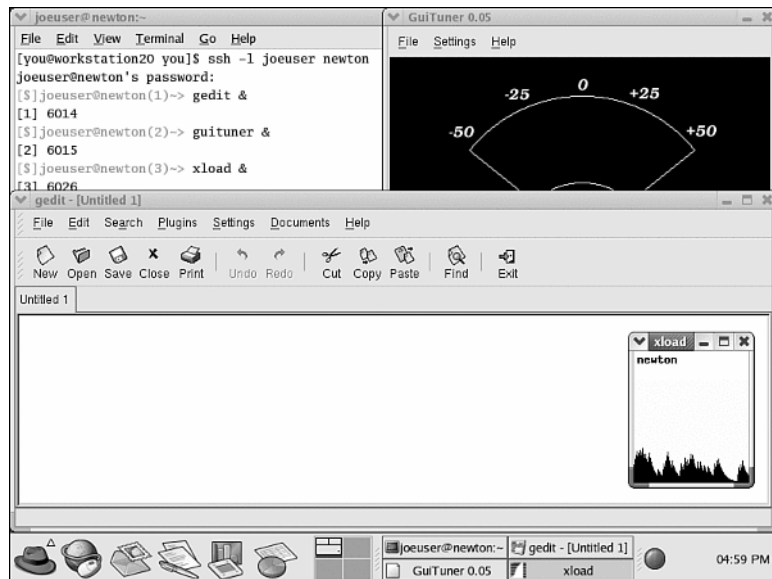 joeuser@newton:~
File Edit View Terminal Go Help
[you@workstation20 you]$ ssh -l joeuser newton
joeuser@newton's password:
[$]joeuser@newton(1)~> gedit &
[1] 6014
[$]joeuser@newton(2)~> guituner &
[2] 6015
[$]joeuser@newton(3)~> xload &
[3] 6026
GuiTuner 0.05
File Settings Help
-50 -25 0 +25 +50
gedit - [Untitled 1]
File Edit Search Plugins Settings Documents Help
New Open Save Close Print Undo Redo Cut Copy Paste Find Exit
Untitled 1
xload
newton
joeuser@newton:~ gedit - [Untitled 1]
GuiTuner 0.05 xload
04:59 PM